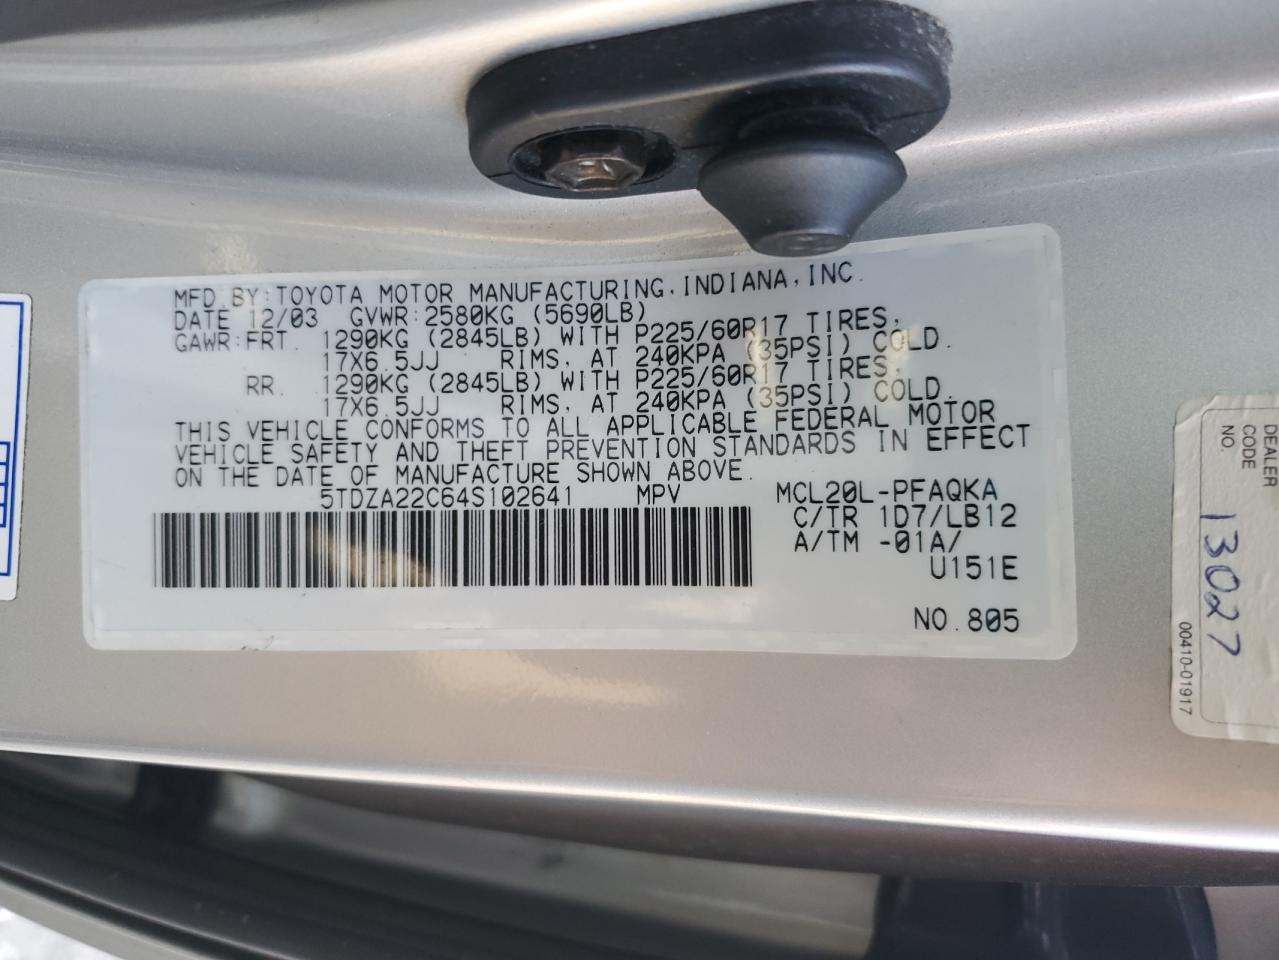 MFD. BY: TOYOTA MOTOR MANUFACTURING, INDIANA, INC.
DATE 12/03 GVWR: 2580KG (5690LB)
GAWR: FRT. 1290KG (2845LB) WITH P225/60R17 TIRES,
17X6.5JJ RIMS, AT 240KPA (35PSI) COLD.
RR. 1290KG (2845LB) WITH P225/60R17 TIRES,
17X6.5JJ RIMS, AT 240KPA (35PSI) COLD.
THIS VEHICLE CONFORMS TO ALL APPLICABLE FEDERAL MOTOR
VEHICLE SAFETY AND THEFT PREVENTION STANDARDS IN EFFECT
ON THE DATE OF MANUFACTURE SHOWN ABOVE.
5TDZA22C64S102641 MPV MCL20L-PFAQKA
C/TR 1D7/LB12
A/TM -01A/
U151E
NO. 805
DEALER
CODE
NO.
13027
00410-01917